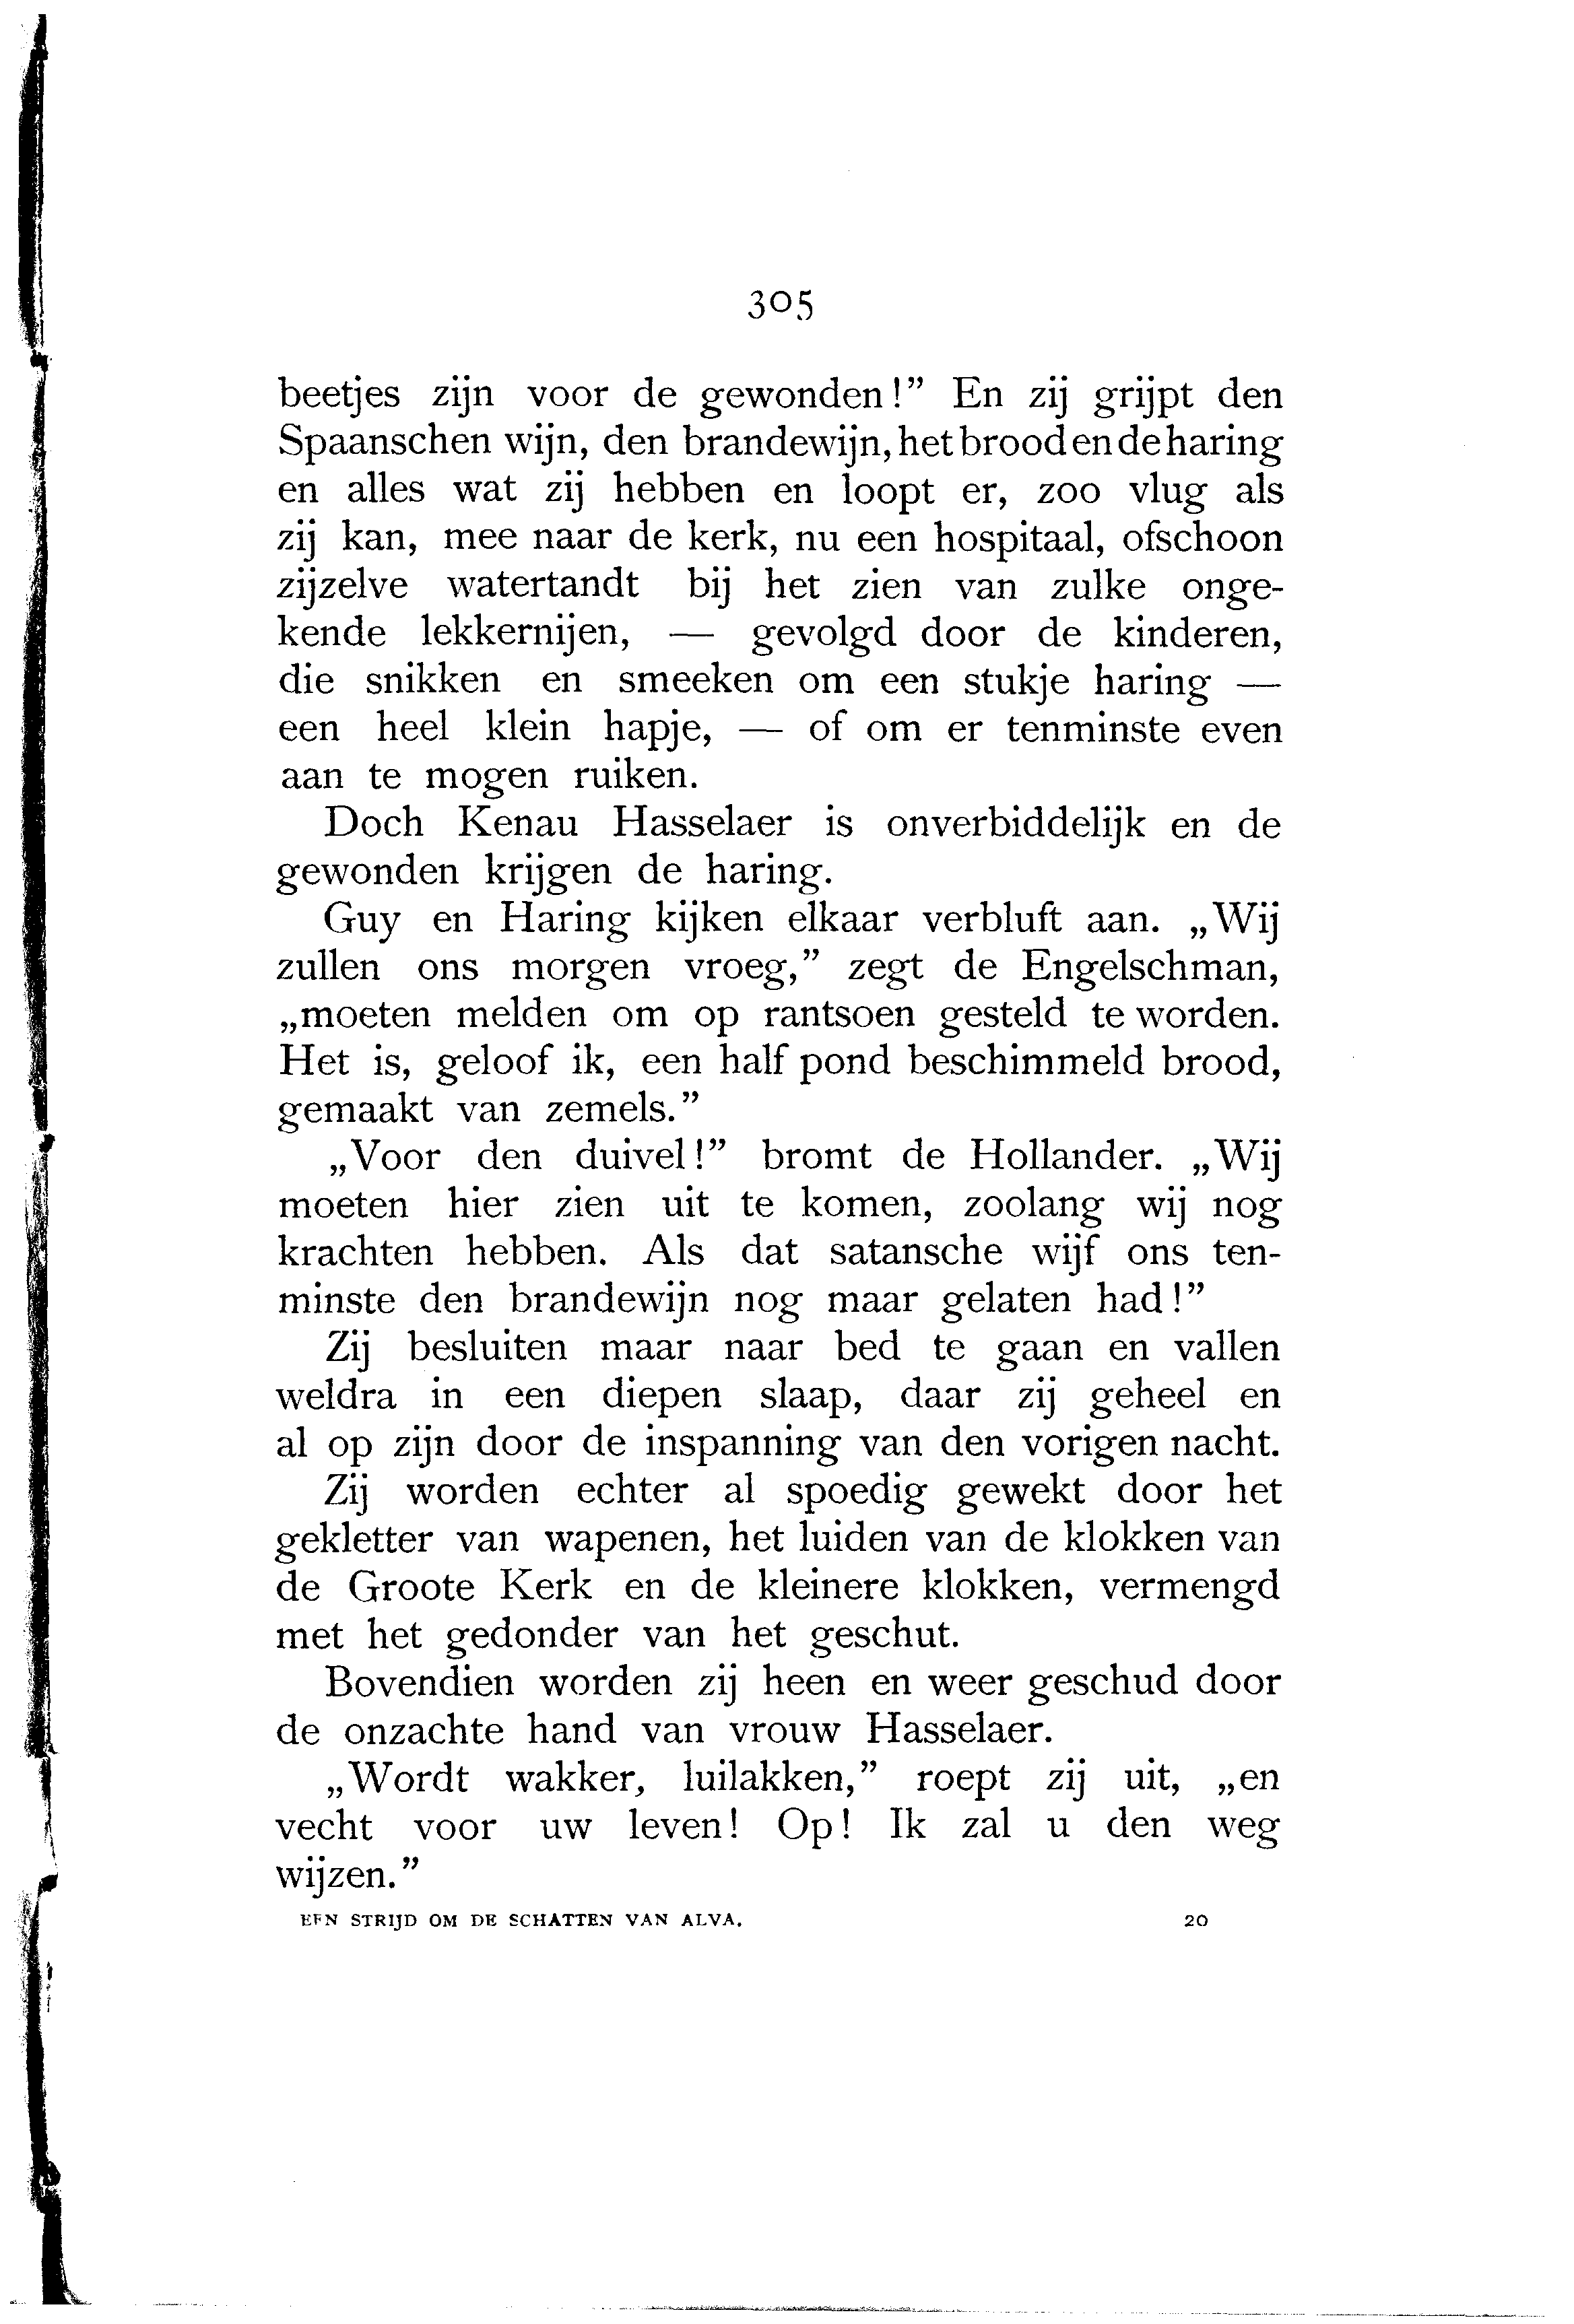 305
beetjes zijn voor de gewonden!” En zij grijpt den
Spaanschen wijn, den brandewijn, het brood en de haring
en alles wat zij hebben en loopt er, zoo vlug als
zij kan, mee naar de kerk, nu een hospitaal, ofschoon
zijzelve watertandt bij het zien van zulke onge-
kende lekkernijen, — gevolgd door de kinderen,
die snikken en smeeken om een stukje haring —
een heel klein hapje, — of om er tenminste even
aan te mogen ruiken.
Doch Kenau Hasselaer is onverbiddelijk en de
gewonden krijgen de haring.
Guy en Haring kijken elkaar verbluft aan. „Wij
zullen ons morgen vroeg,” zegt de Engelschman,
„moeten melden om op rantsoen gesteld te worden.
Het is, geloof ik, een half pond beschimmeld brood,
gemaakt van zemels.”
„Voor den duivel!” bromt de Hollander. „Wij
moeten hier zien uit te komen, zoolang wij nog
krachten hebben. Als dat satansche wijf ons ten-
minste den brandewijn nog maar gelaten had!”
Zij besluiten maar naar bed te gaan en vallen
weldra in een diepen slaap, daar zij geheel en
al op zijn door de inspanning van den vorigen nacht.
Zij worden echter al spoedig gewekt door het
gekletter van wapenen, het luiden van de klokken van
de Groote Kerk en de kleinere klokken, vermengd
met het gedonder van het geschut.
Bovendien worden zij heen en weer geschud door
de onzachte hand van vrouw Hasselaer.
„Wordt wakker, luilakken,” roept zij uit, „en
vecht voor uw leven! Op! Ik zal u den weg
wijzen.”
EEN STRIJD OM DE SCHATTEN VAN ALVA. 20